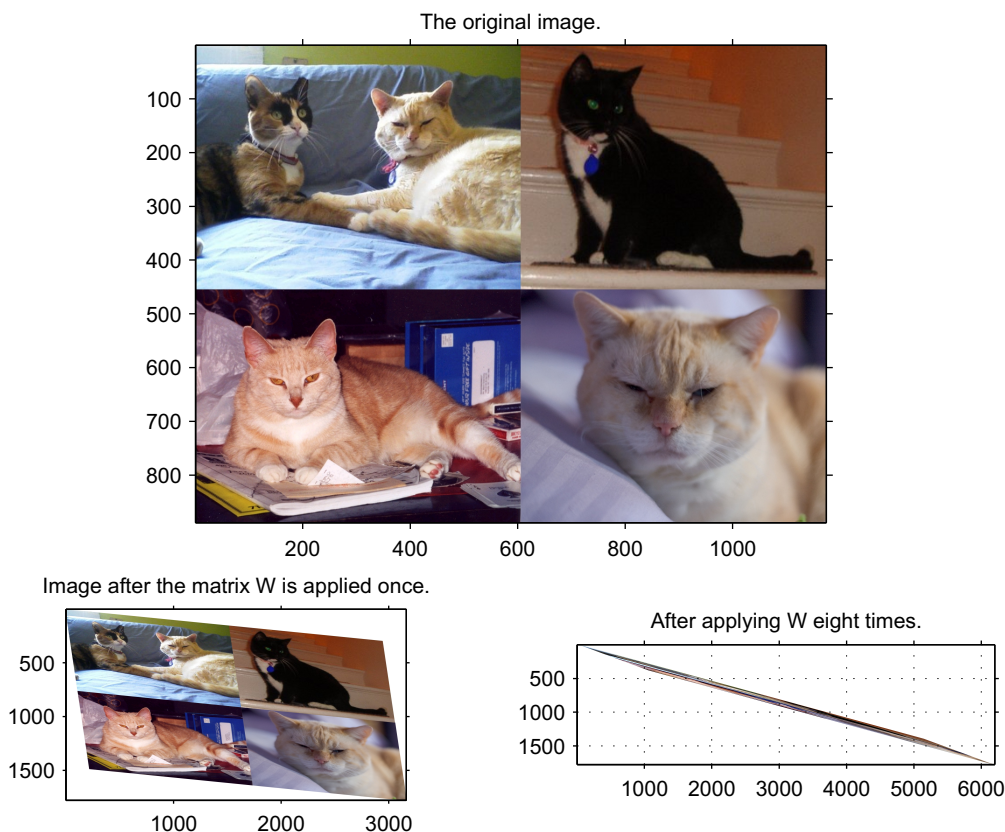 The original image.
100
200
300
400
500
600
700
800
200 400 600 800 1000
Image after the matrix W is applied once.
500
1000
1500
1000 2000 3000
After applying W eight times.
500
1000
1500
1000 2000 3000 4000 5000 6000